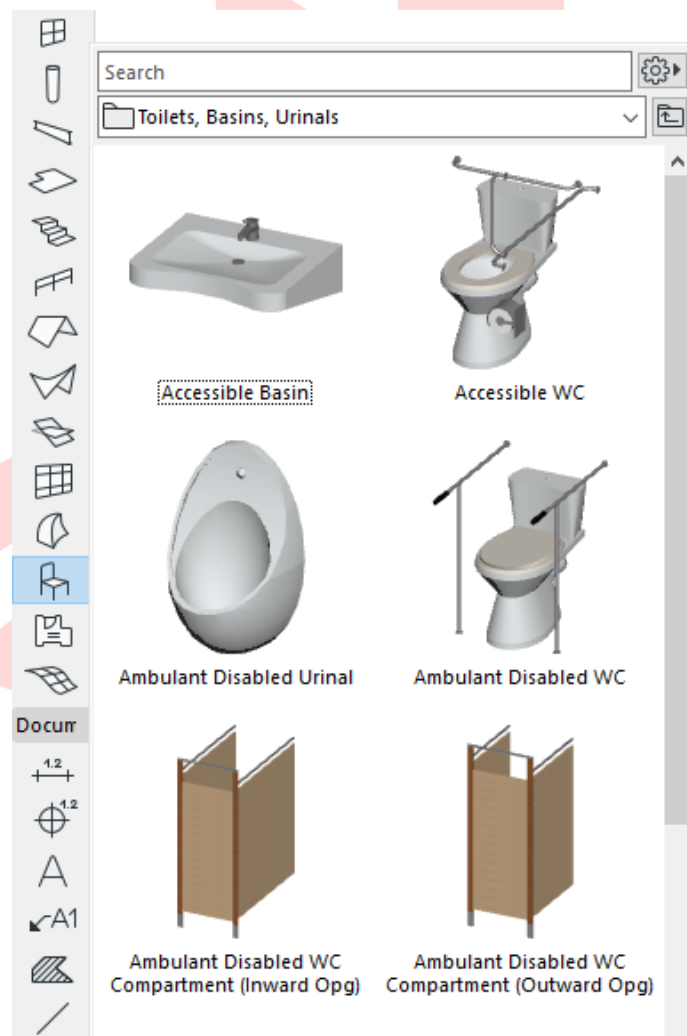 Search
Toilets, Basins, Urinals
Accessible Basin
Accessible WC
Ambulant Disabled Urinal
Ambulant Disabled WC
Docum
1.2
1.2
A
A1
Ambulant Disabled WC
Compartment (Inward Opg)
Ambulant Disabled WC
Compartment (Outward Opg)